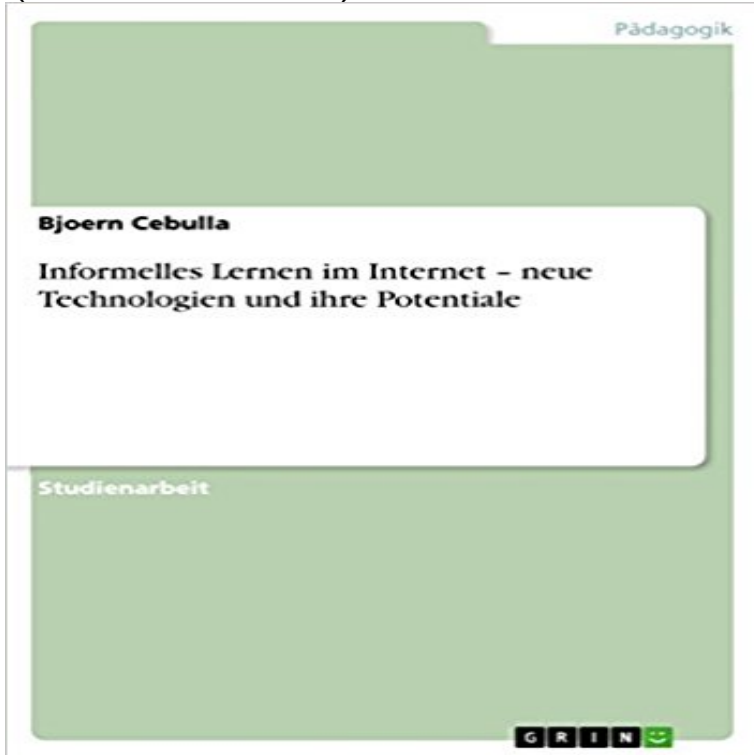 Pädagogik
Bjoern Cebulla
Informelles Lernen im Internet – neue
Technologien und ihre Potentiale
Studienarbeit
GRIN